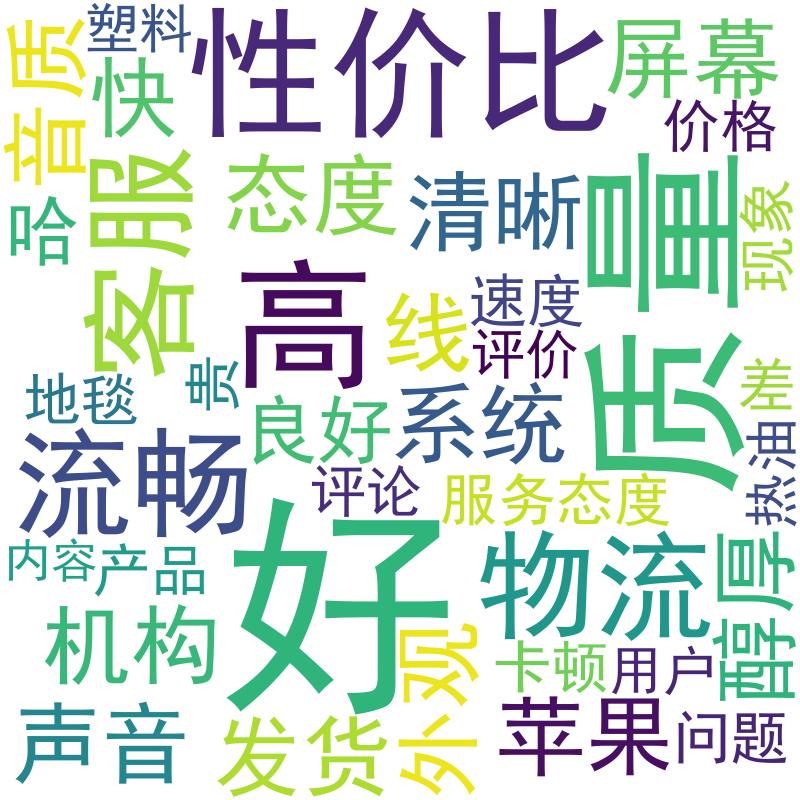 塑料
性价比
屏幕
音质
快
价格
客服
态度
清晰
质量
现象
哈
高
线
速度
评价
贵
地毯
良好
系统
差
流畅
评论
服务态度
热油
好
内容
产品
物流
醇厚
机构
外观
卡顿
用户
声音
发货
苹果
问题